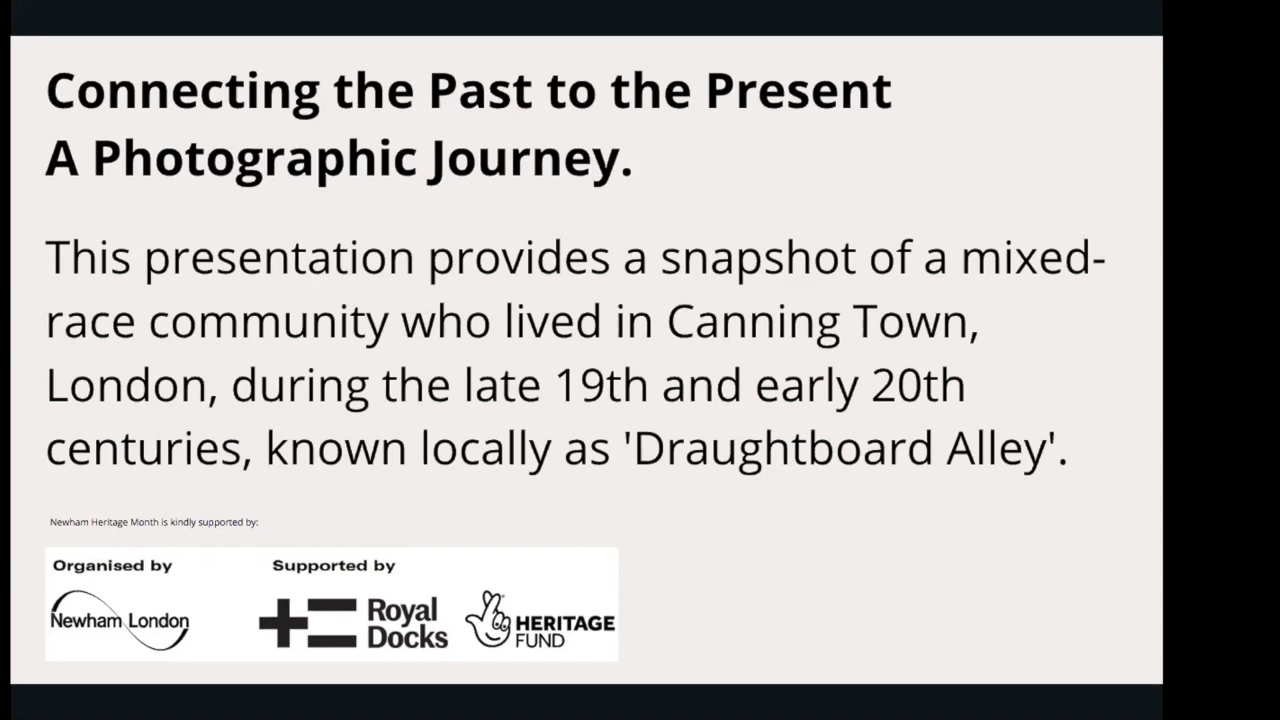 Connecting the Past to the Present
A Photographic Journey.
This presentation provides a snapshot of a mixed-
race community who lived in Canning Town,
London, during the late 19th and early 20th
centuries, known locally as 'Draughtboard Alley'.
Newham Heritage Month is kindly supported by:
Organised by
Supported by
Newham London
Royal
Docks
HERITAGE
FUND